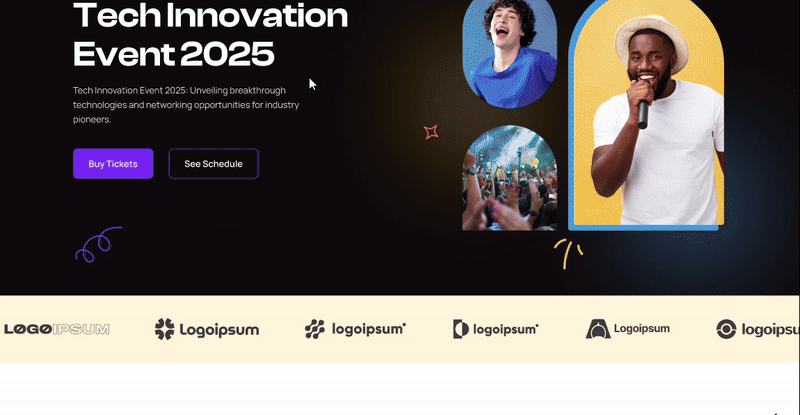 Tech Innovation
Event 2025
Tech Innovation Event 2025: Unveiling breakthrough
technologies and networking opportunities for industry
pioneers.
Buy Tickets
See Schedule
LOGOIPSUM
Logoipsum
logoipsum
logoipsum
Logoipsum
logoipsu